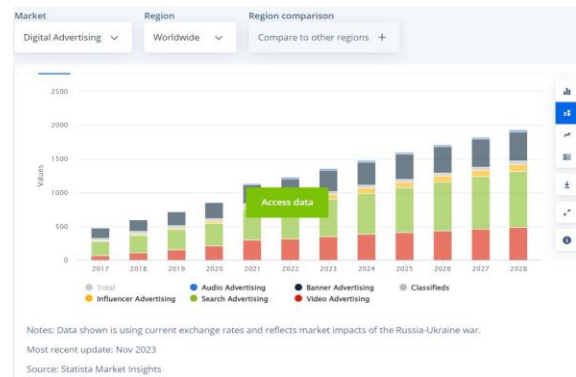 Market
Region
Region comparison
Digital Advertising
Worldwide
Compare to other regions +
2500
2000
1500
1000
500
0
Values
Access data
2017 2018 2019 2020 2021 2022 2023 2024 2025 2026 2027 2028
Total Audio Advertising Banner Advertising Classifieds
Influencer Advertising Search Advertising Video Advertising
Notes: Data shown is using current exchange rates and reflects market impacts of the Russia-Ukraine war.
Most recent update: Nov 2023
Source: Statista Market Insights